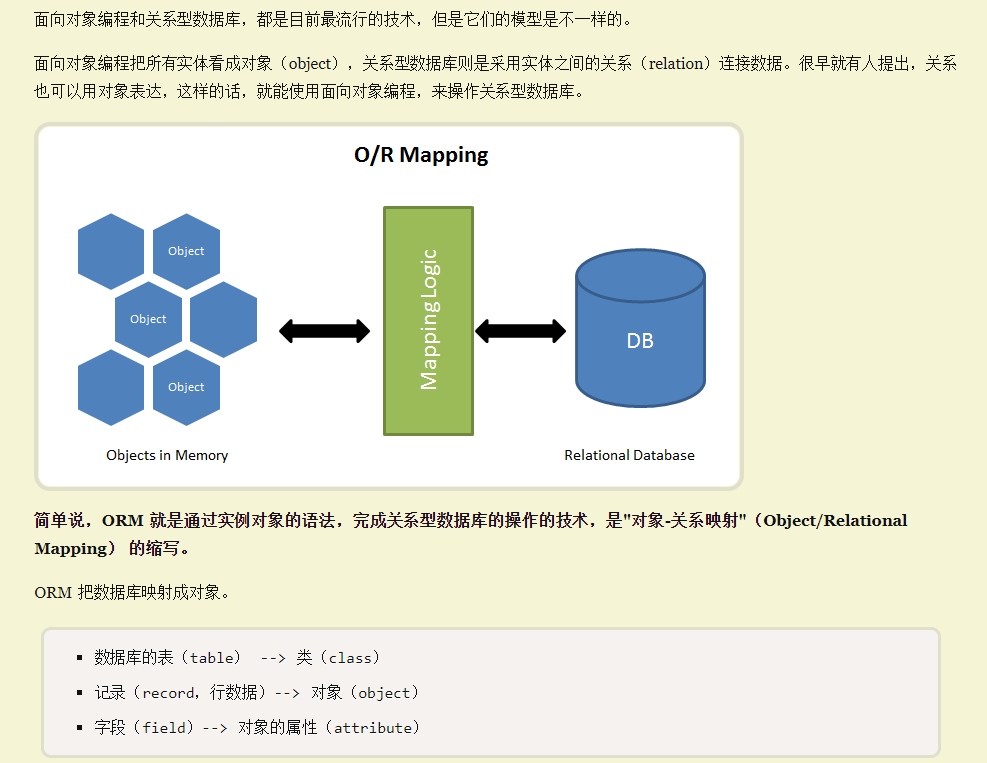 面向对象编程和关系型数据库，都是目前最流行的技术，但是它们的模型是不一样的。
面向对象编程把所有实体看成对象（object），关系型数据库则是采用实体之间的关系（relation）连接数据。很早就有人提出，关系
也可以用对象表达，这样的话，就能使用面向对象编程，来操作关系型数据库。
O/R Mapping
Object
Object
Object
Mapping Logic
DB
Objects in Memory
Relational Database
简单说，ORM 就是通过实例对象的语法，完成关系型数据库的操作的技术，是"对象-关系映射"（Object/Relational
Mapping） 的缩写。
ORM 把数据库映射成对象。
▪ 数据库的表（table） --> 类（class）
▪ 记录（record，行数据）--> 对象（object）
▪ 字段（field）--> 对象的属性（attribute）